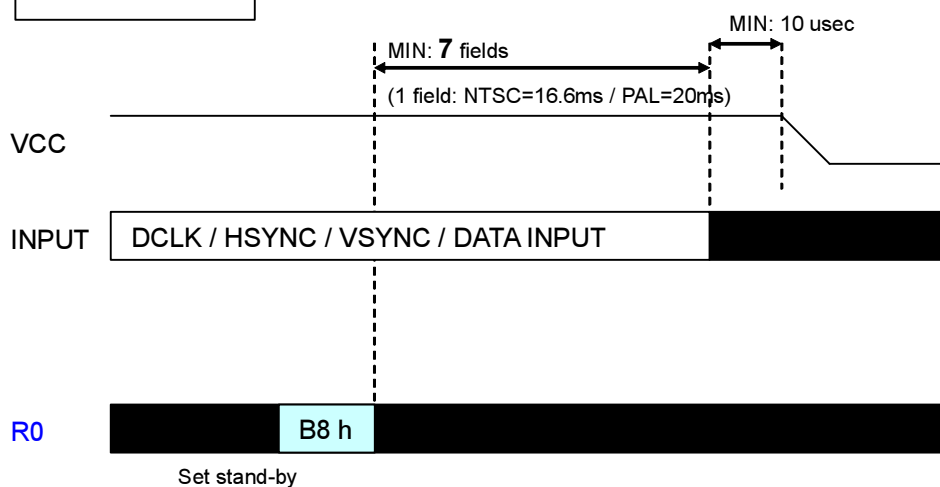 MIN: 10 usec
MIN: 7 fields
(1 field: NTSC=16.6ms / PAL=20ms)
VCC
INPUT DCLK / HSYNC / VSYNC / DATA INPUT
R0 B8 h
Set stand-by